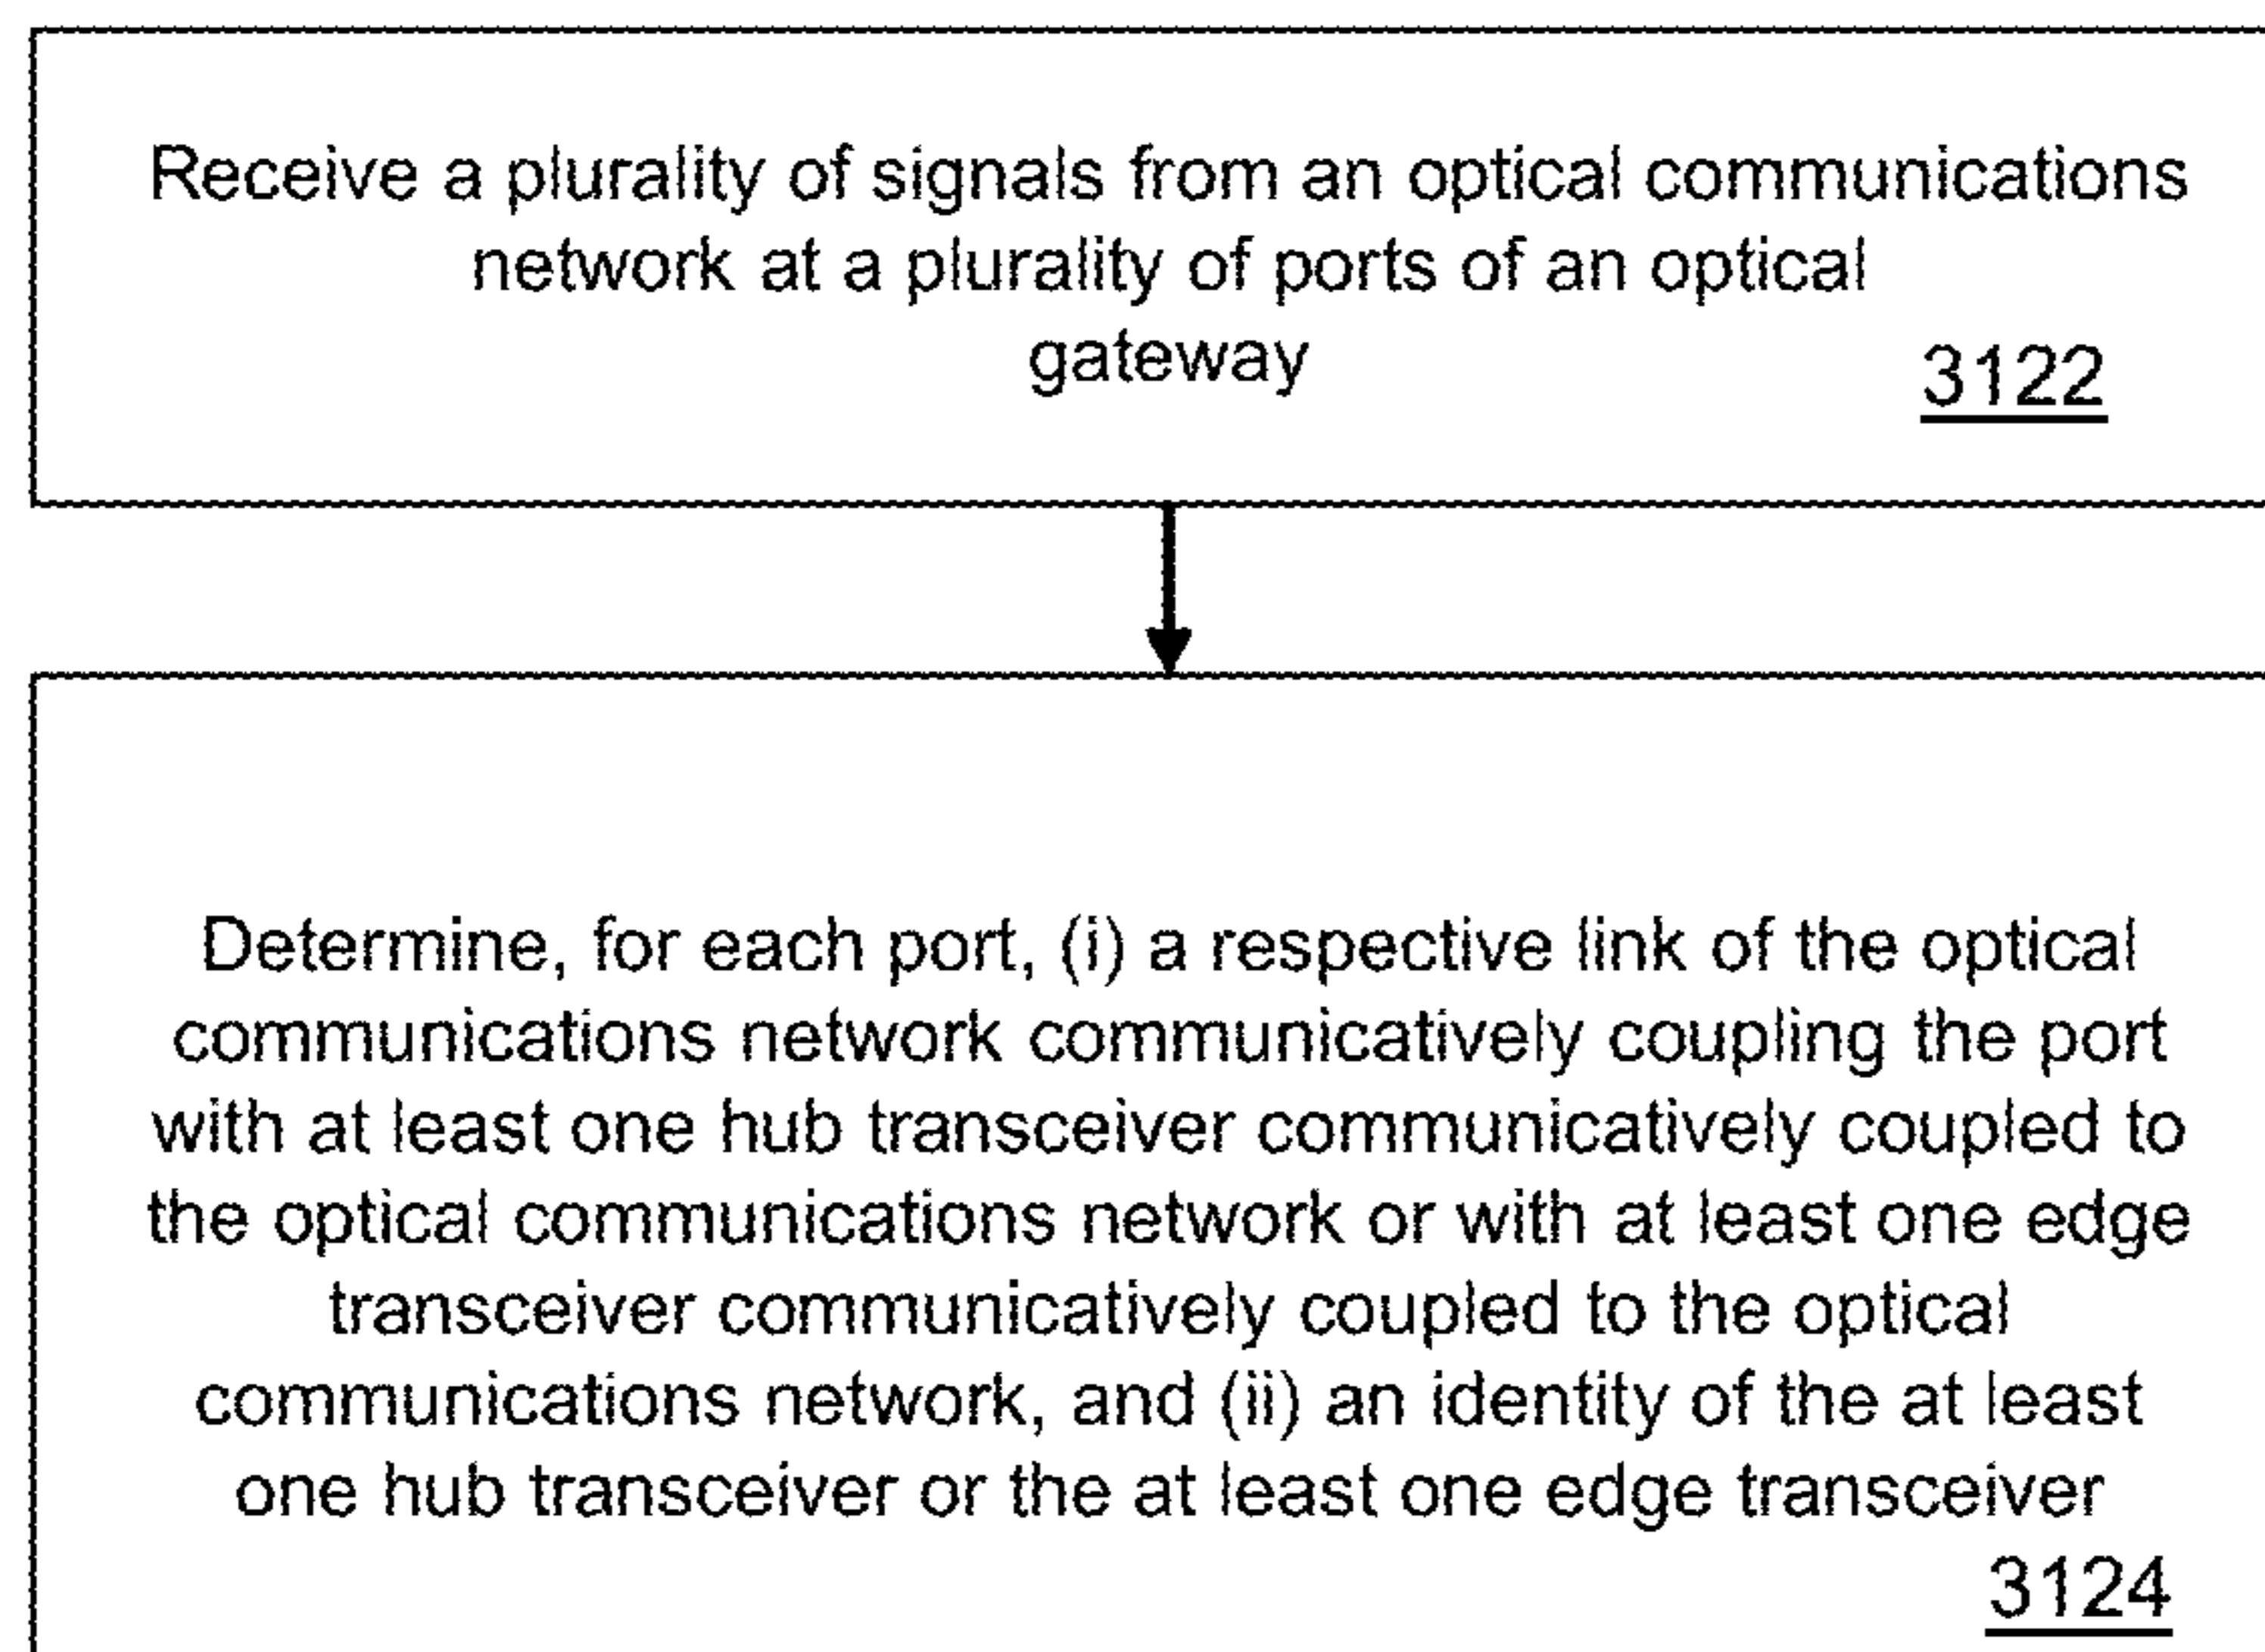 Receive a plurality of signals from an optical communications
network at a plurality of ports of an optical
gateway
3122
Determine, for each port, (i) a respective link of the optical
communications network communicatively coupling the port
with at least one hub transceiver communicatively coupled to
the optical communications network or with at least one edge
transceiver communicatively coupled to the optical
communications network, and (ii) an identity of the at least
one hub transceiver or the at least one edge transceiver
3124